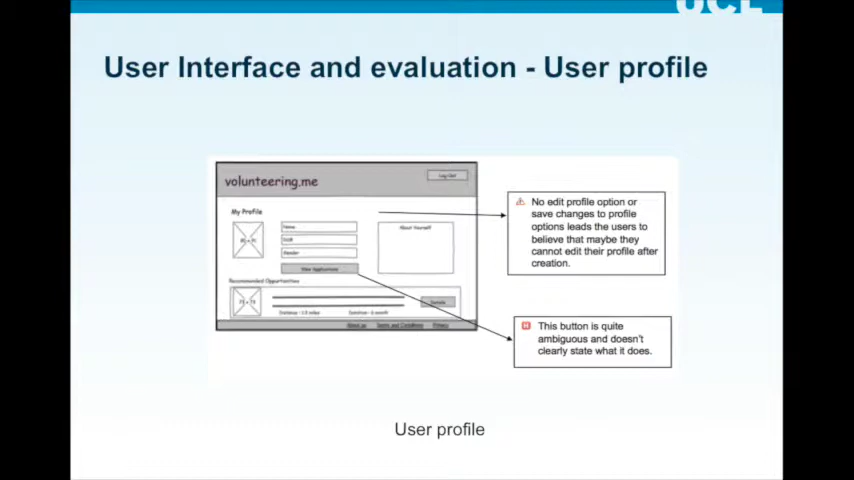 UCL
User Interface and evaluation - User profile
volunteering.me
Log Out
My Profile
Name
DOB
Gender
About Yourself
View Applications
Recommended Opportunities
Distance - 1.5 miles
Duration - 6 month
About us
Terms and Conditions
Privacy
No edit profile option or
save changes to profile
options leads the users to
believe that maybe they
cannot edit their profile after
creation.
This button is quite
ambiguous and doesn't
clearly state what it does.
User profile